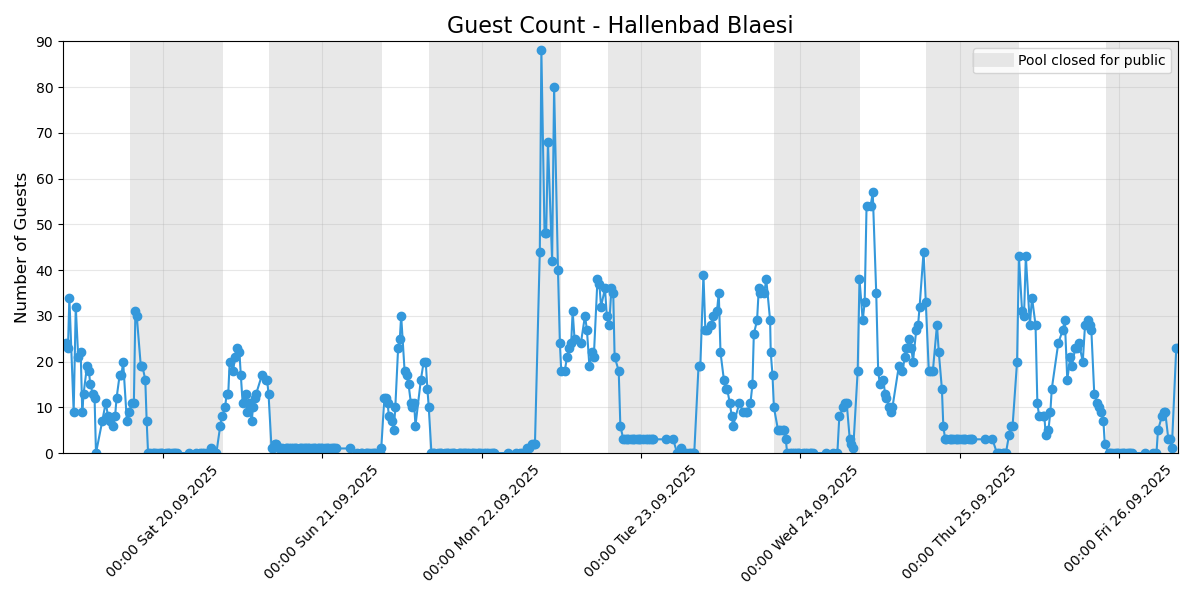 Guest Count - Hallenbad Blaesi
Pool closed for public
Number of Guests
90
80
70
60
50
40
30
20
10
0
00:00 Sat 20.09.2025
00:00 Sun 21.09.2025
00:00 Mon 22.09.2025
00:00 Tue 23.09.2025
00:00 Wed 24.09.2025
00:00 Thu 25.09.2025
00:00 Fri 26.09.2025